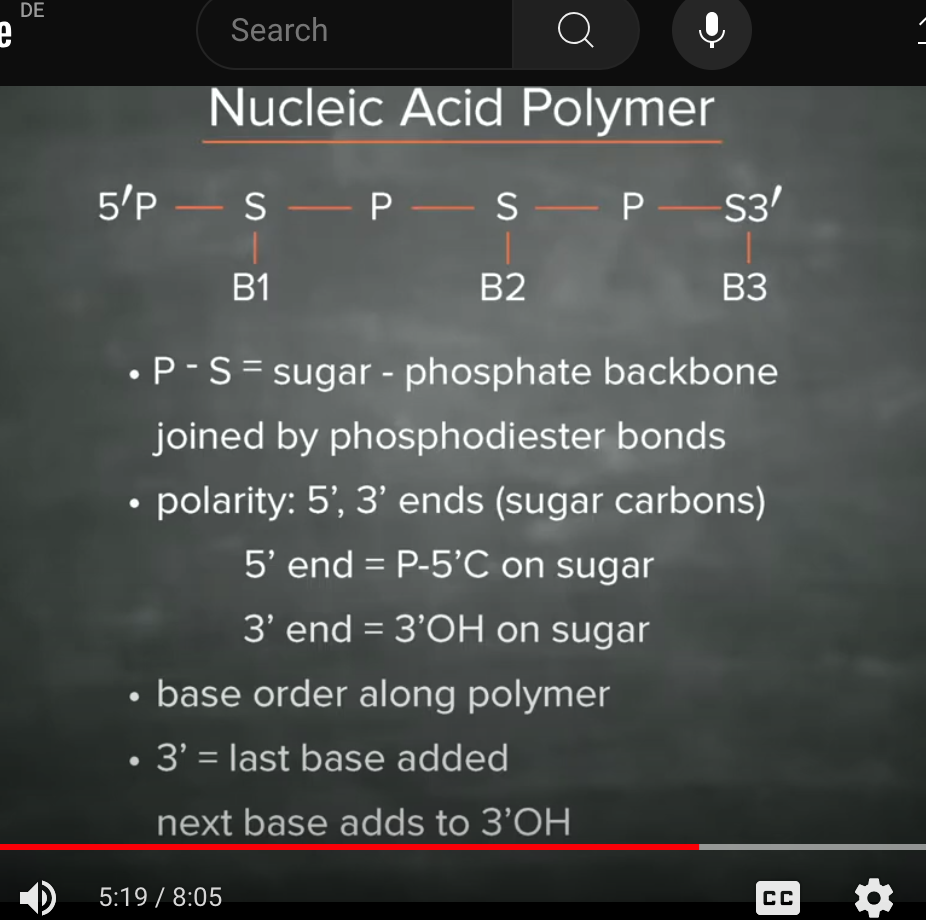 DE
e
Search
Nucleic Acid Polymer
5′P — S — P — S — P — S3′
B1 B2 B3
• P - S = sugar - phosphate backbone
joined by phosphodiester bonds
• polarity: 5’, 3’ ends (sugar carbons)
5’ end = P-5’C on sugar
3’ end = 3’OH on sugar
• base order along polymer
• 3’ = last base added
next base adds to 3’OH
5:19 / 8:05
CC